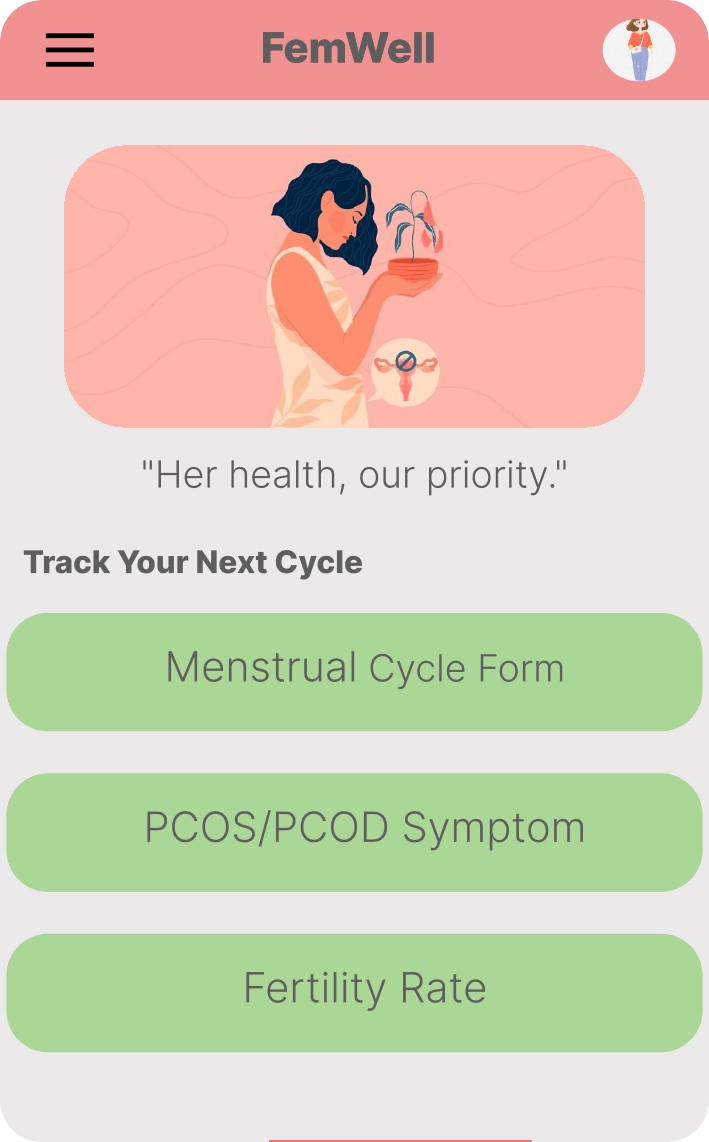 FemWell
"Her health, our priority."
Track Your Next Cycle
Menstrual Cycle Form
PCOS/PCOD Symptom
Fertility Rate